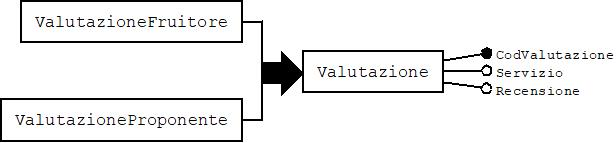 ValutazioneFruitore
Valutazione
CodValutazione
Servizio
Recensione
ValutazioneProponente